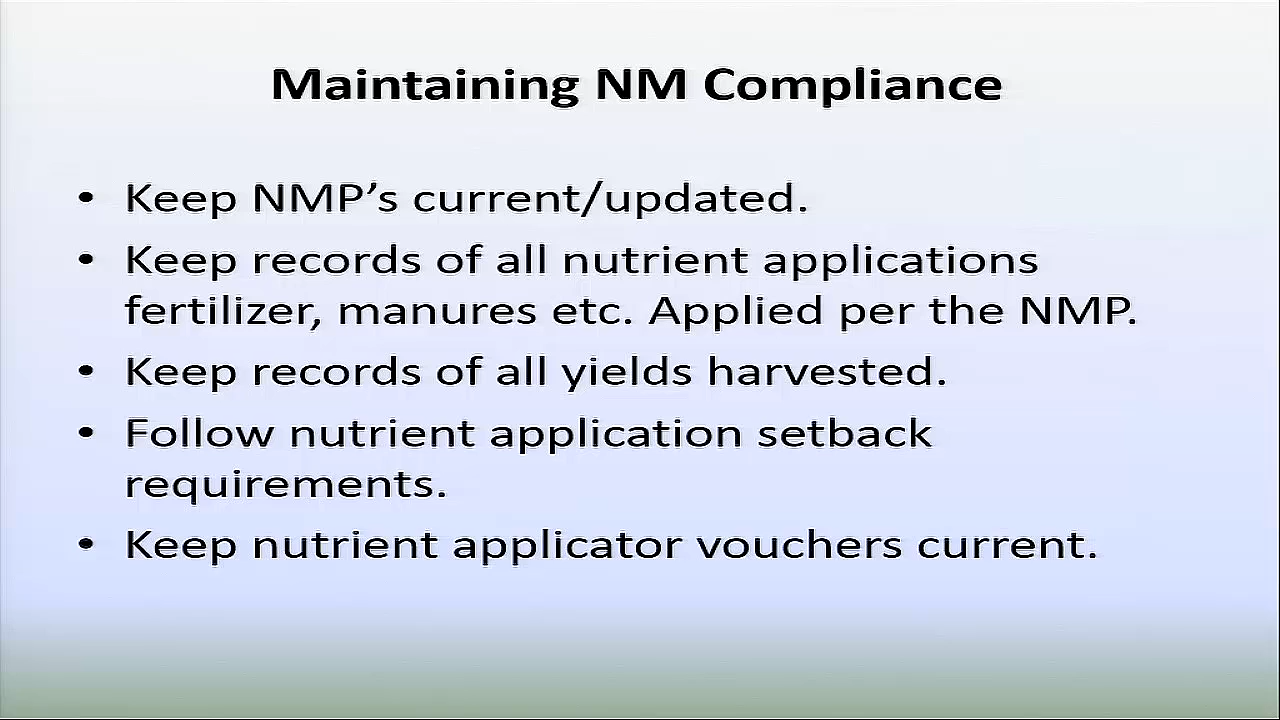 Maintaining NM Compliance
• Keep NMP’s current/updated.
• Keep records of all nutrient applications
fertilizer, manures etc. Applied per the NMP.
• Keep records of all yields harvested.
• Follow nutrient application setback
requirements.
• Keep nutrient applicator vouchers current.